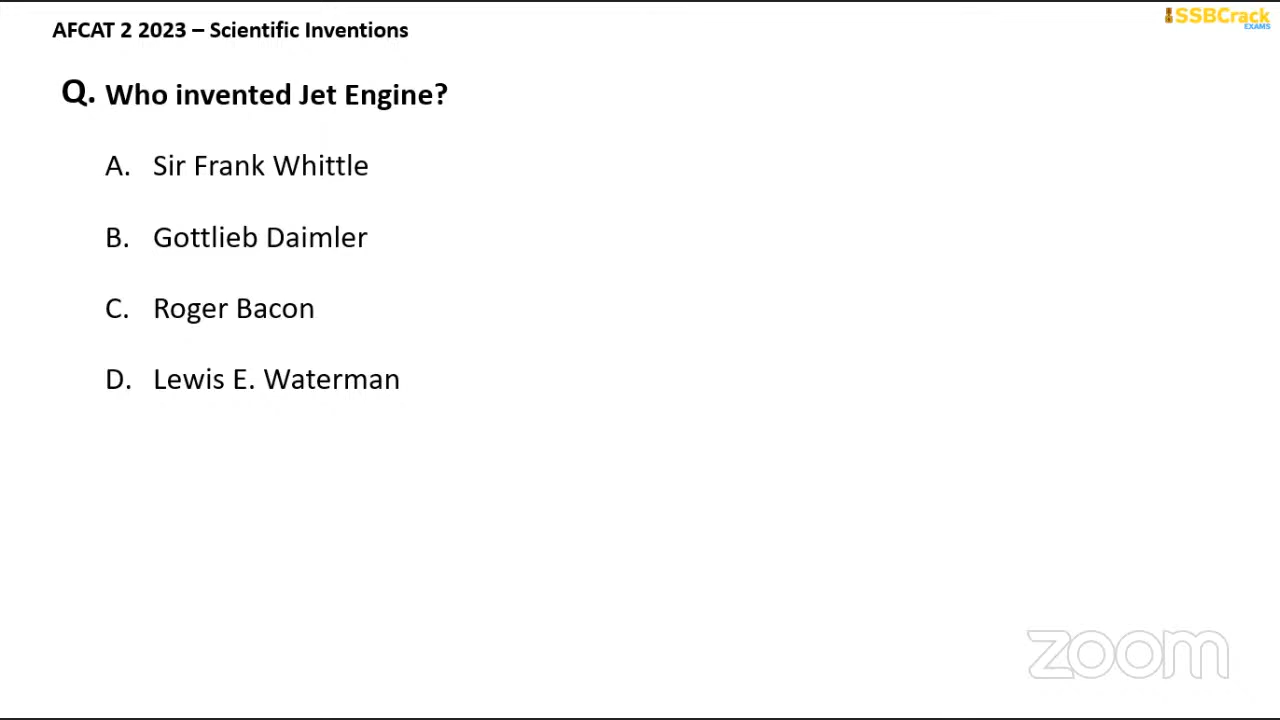 AFCAT 2 2023 – Scientific Inventions
SSBCrack
EXAMS
Q. Who invented Jet Engine?
A. Sir Frank Whittle
B. Gottlieb Daimler
C. Roger Bacon
D. Lewis E. Waterman
zoom